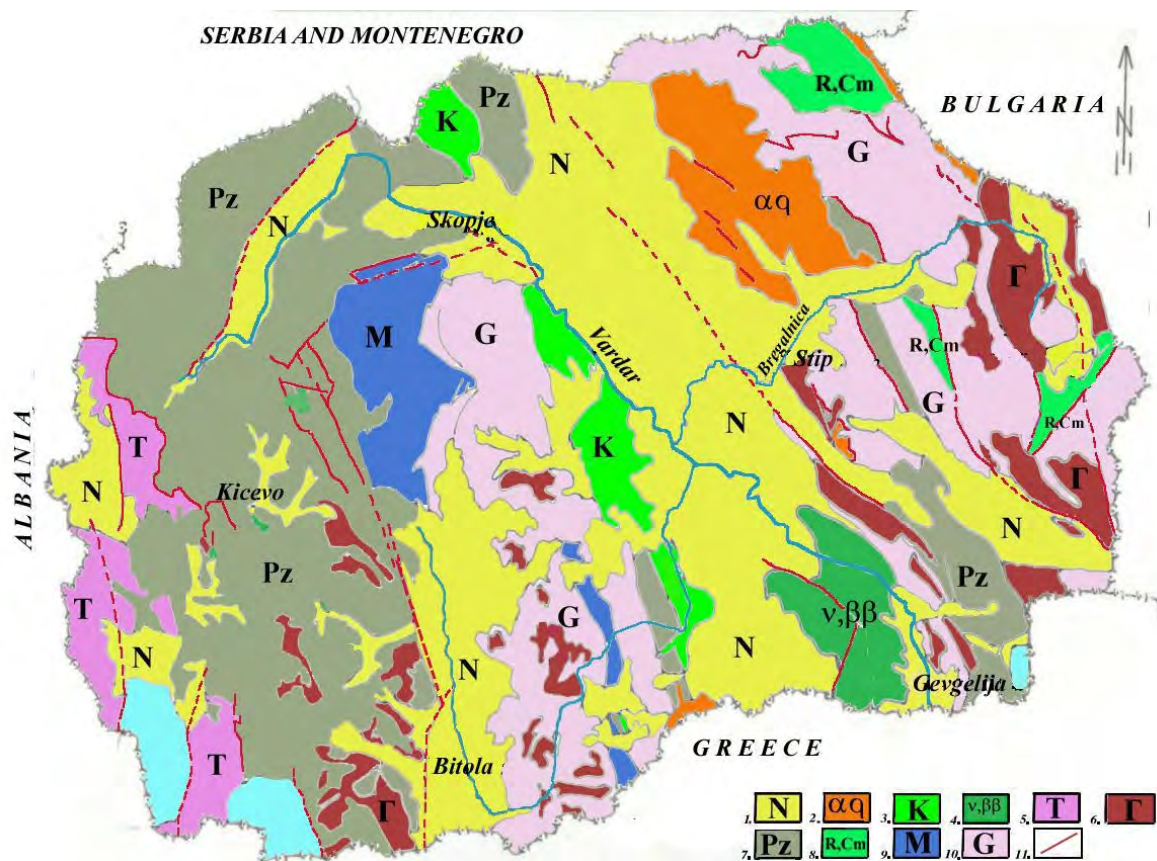 SERBIA AND MONTENEGRO
R,Cm
BULGARIA
K
Pz
N
G
N
Pz
N
αq
Skopje
Γ
M
G
Vardar
Bregalnica
Stip
R,Cm
G
ALBANIA
T
N
K
R,Cm
N
Kicevo
Γ
N
Pz
Pz
T
G
ν,ββ
N
N
N
Gevgelija
GREECE
T
Bitola
Γ
1. N 2. αq 3. K 4. ν,ββ 5. T 6. Γ
7. Pz 8. R,Cm 9. M 10. G 11.